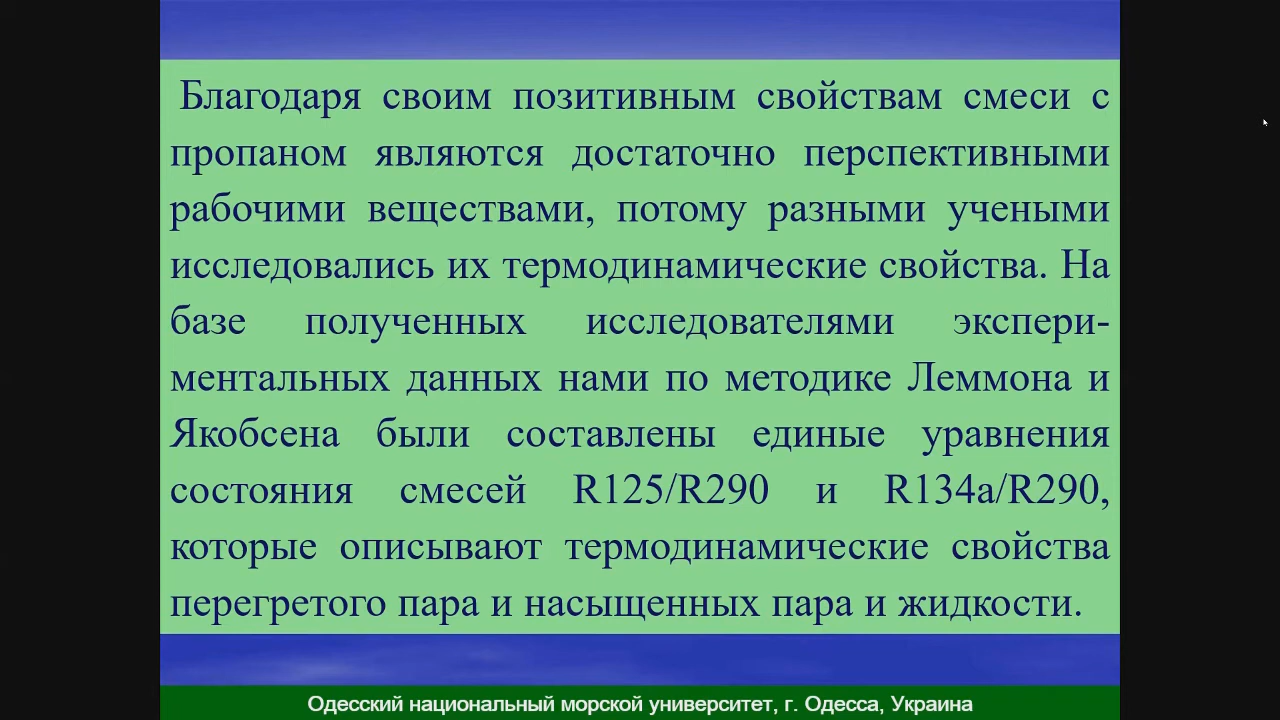 Благодаря своим позитивным свойствам смеси с
пропаном являются достаточно перспективными
рабочими веществами, потому разными учеными
исследовались их термодинамические свойства. На
базе полученных исследователями экспери-
ментальных данных нами по методике Леммона и
Якобсена были составлены единые уравнения
состояния смесей R125/R290 и R134a/R290,
которые описывают термодинамические свойства
перегретого пара и насыщенных пара и жидкости.
Одесский национальный морской университет, г. Одесса, Украина